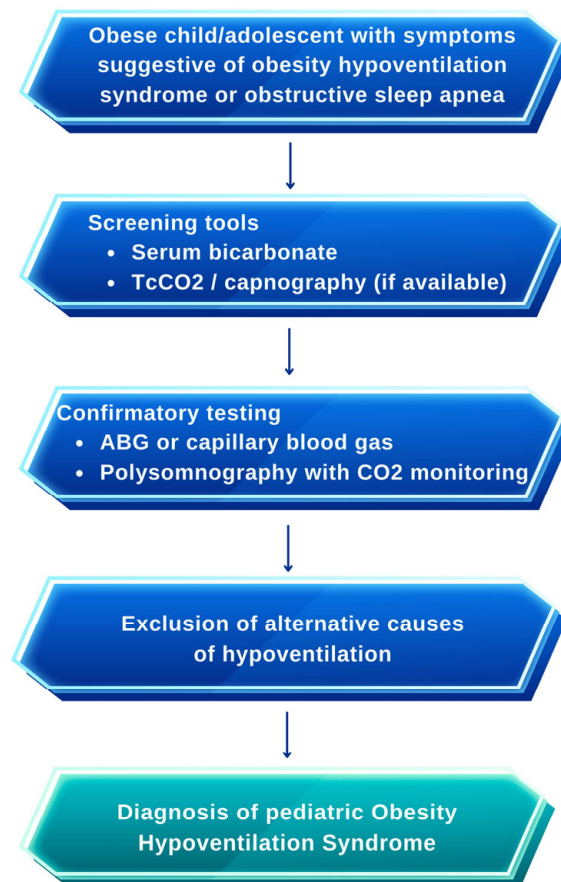 Obese child/adolescent with symptoms
suggestive of obesity hypoventilation
syndrome or obstructive sleep apnea
Screening tools
• Serum bicarbonate
• TcCO2 / capnography (if available)
Confirmatory testing
• ABG or capillary blood gas
• Polysomnography with CO2 monitoring
Exclusion of alternative causes
of hypoventilation
Diagnosis of pediatric Obesity
Hypoventilation Syndrome